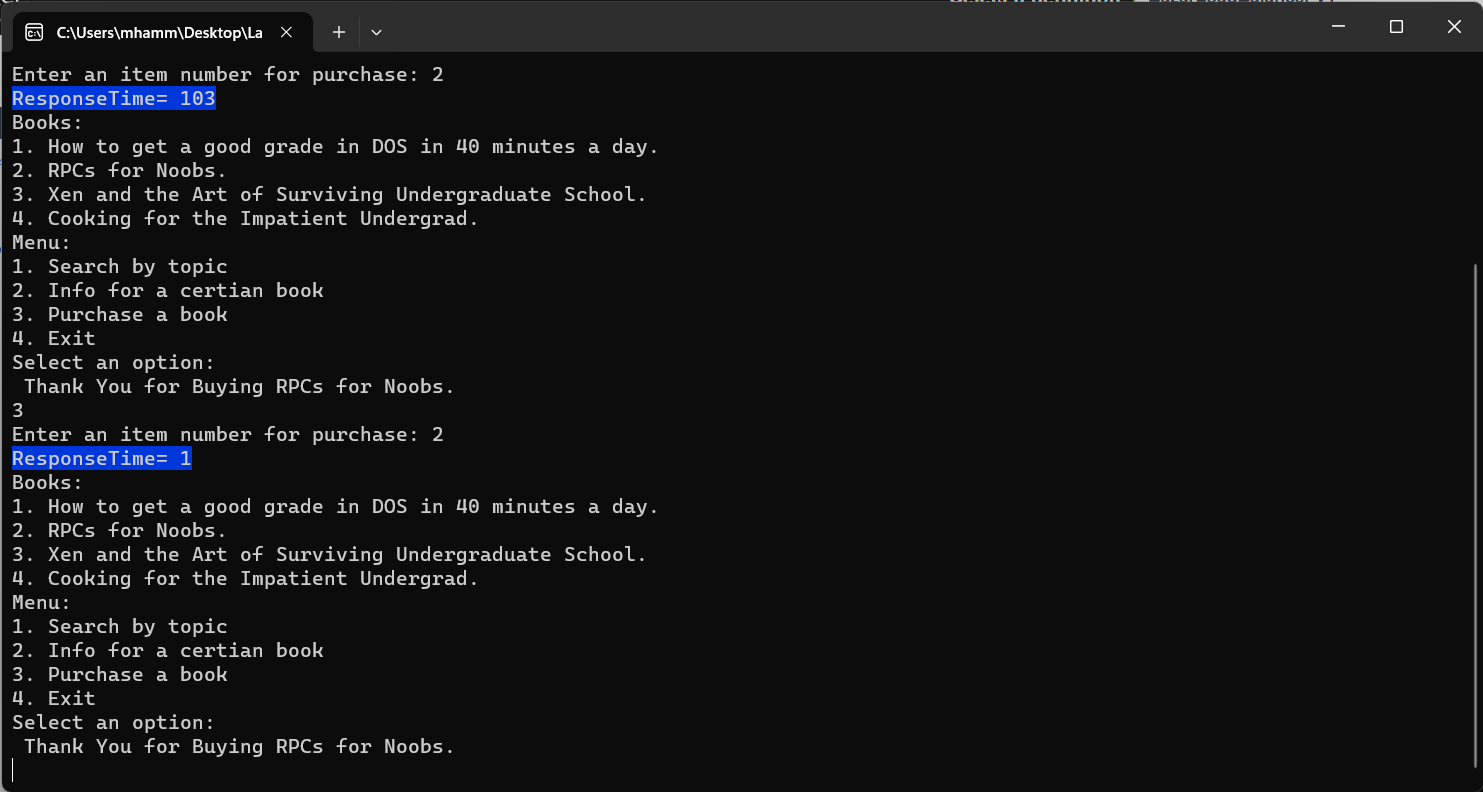 C:\Users\mhamm\Desktop\La
Enter an item number for purchase: 2
ResponseTime= 103
Books:
1. How to get a good grade in DOS in 40 minutes a day.
2. RPCs for Noobs.
3. Xen and the Art of Surviving Undergraduate School.
4. Cooking for the Impatient Undergrad.
Menu:
1. Search by topic
2. Info for a certian book
3. Purchase a book
4. Exit
Select an option:
Thank You for Buying RPCs for Noobs.
3
Enter an item number for purchase: 2
ResponseTime= 1
Books:
1. How to get a good grade in DOS in 40 minutes a day.
2. RPCs for Noobs.
3. Xen and the Art of Surviving Undergraduate School.
4. Cooking for the Impatient Undergrad.
Menu:
1. Search by topic
2. Info for a certian book
3. Purchase a book
4. Exit
Select an option:
Thank You for Buying RPCs for Noobs.